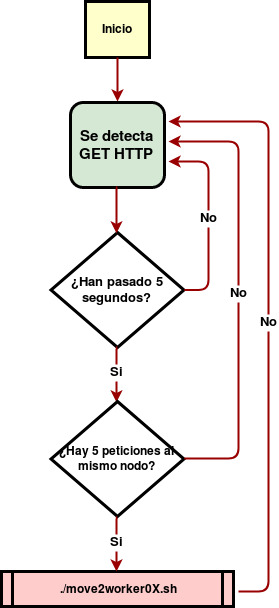 Inicio
Se detecta
GET HTTP
No
¿Han pasado 5
segundos?
No
No
Si
¿Hay 5 peticiones al
mismo nodo?
Si
./move2worker0X.sh